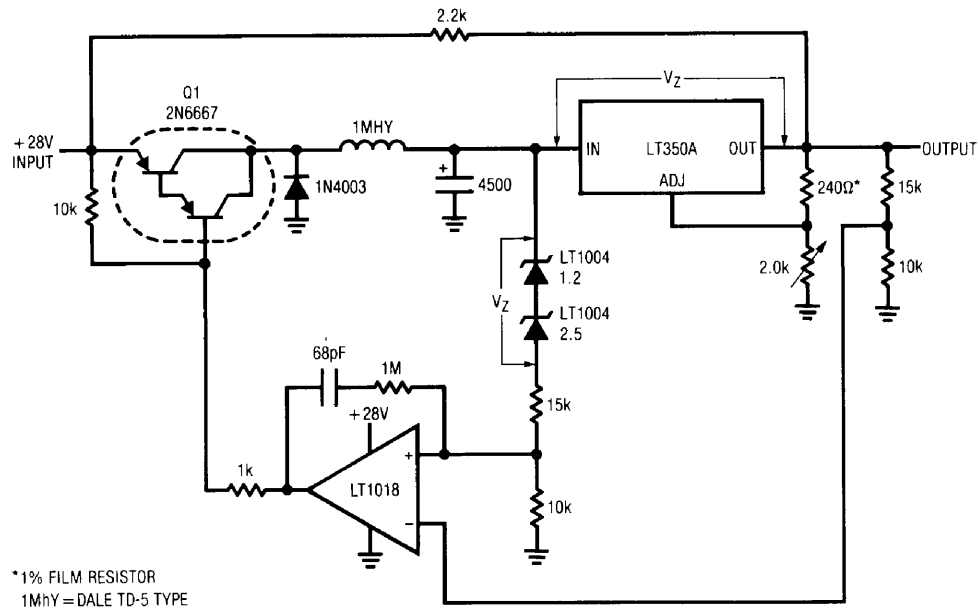 2.2k
Q1
2N6667
VZ
+28V
INPUT
1MHY
IN
LT350A
OUT
ADJ
OUTPUT
10k
1N4003
+
4500
240Ω*
15k
2.0k
10k
VZ
LT1004
1.2
LT1004
2.5
68pF
1M
15k
+28V
1k
LT1018
+
−
10k
*1% FILM RESISTOR
1MhY = DALE TD-5 TYPE